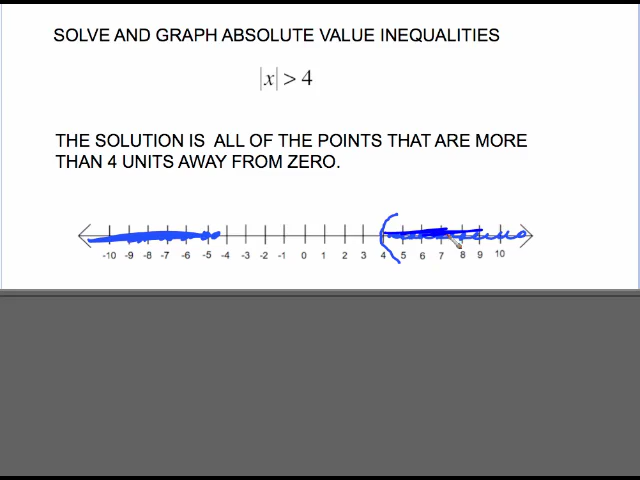 SOLVE AND GRAPH ABSOLUTE VALUE INEQUALITIES
|x| > 4
THE SOLUTION IS ALL OF THE POINTS THAT ARE MORE
THAN 4 UNITS AWAY FROM ZERO.
-10 -9 -8 -7 -6 -5 -4 -3 -2 -1 0 1 2 3 4 5 6 7 8 9 10